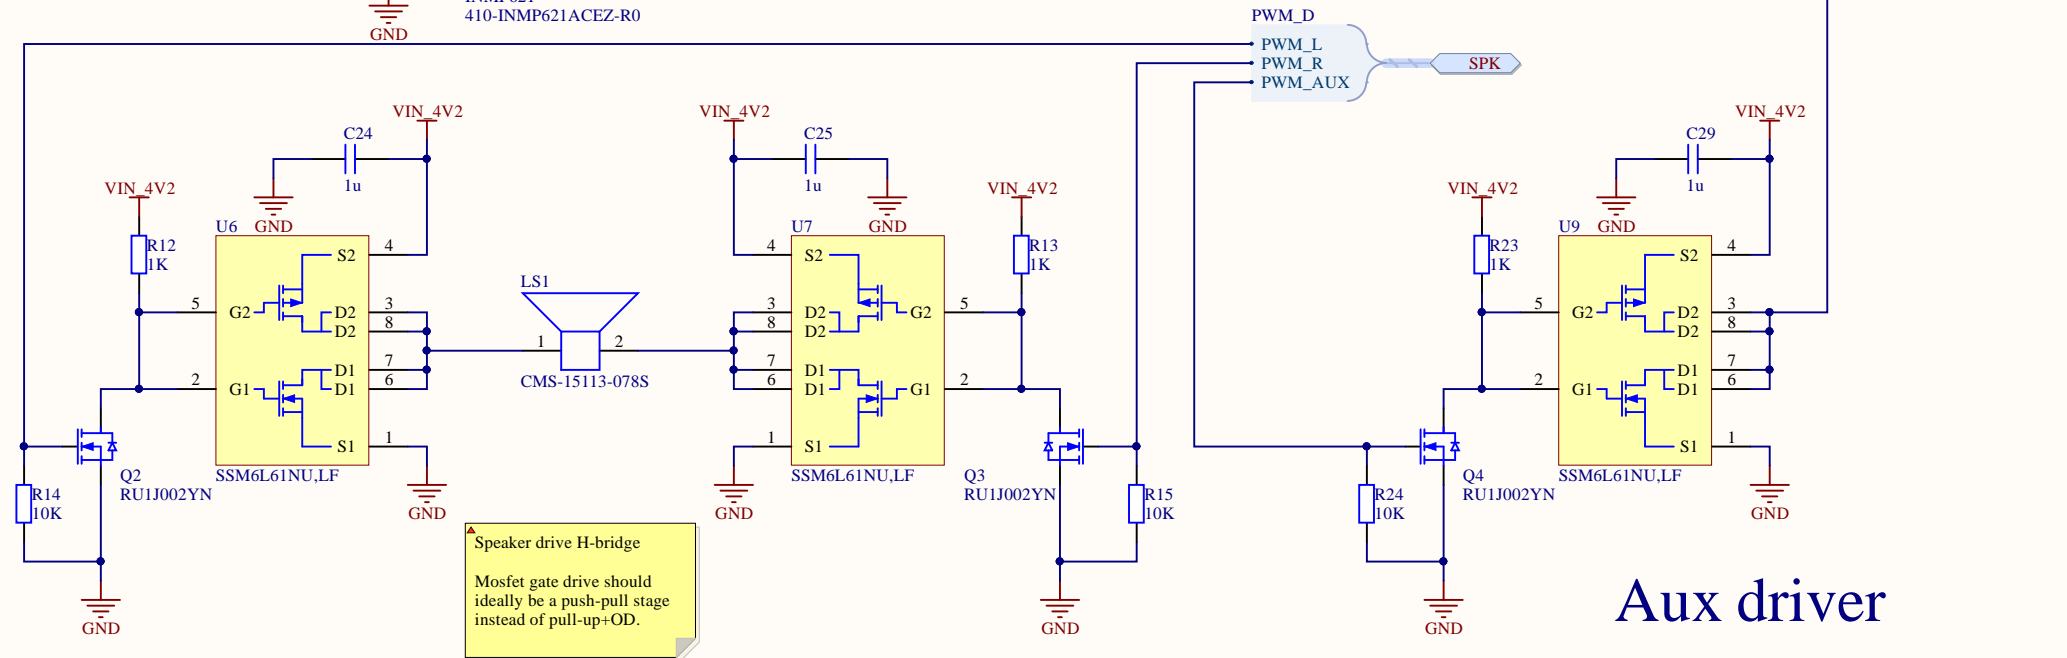 410-INMP621ACEZ-R0
GND
PWM_D
PWM_L
PWM_R
PWM_AUX
SPK
VIN_4V2
C24
1u
GND
VIN_4V2
R12
1K
U6
S2
4
5
G2
D2
3
D2
8
D1
7
2
G1
D1
6
S1
1
SSM6L61NU,LF
GND
Q2
RU1J002YN
R14
10K
GND
LS1
1
2
CMS-15113-078S
VIN_4V2
C25
1u
GND
VIN_4V2
R13
1K
U7
4
S2
3
D2
G2
5
8
D2
7
D1
6
D1
G1
2
1
S1
SSM6L61NU,LF
GND
Q3
RU1J002YN
R15
10K
GND
Speaker drive H-bridge
Mosfet gate drive should
ideally be a push-pull stage
instead of pull-up+OD.
VIN_4V2
C29
1u
GND
VIN_4V2
R23
1K
U9
S2
4
5
G2
D2
3
D2
8
D1
7
2
G1
D1
6
S1
1
SSM6L61NU,LF
GND
Q4
RU1J002YN
R24
10K
GND
Aux driver